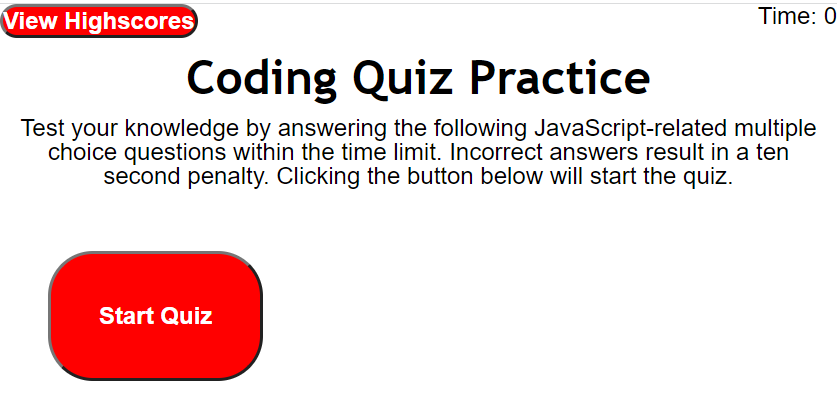 View Highscores
Time: 0
Coding Quiz Practice
Test your knowledge by answering the following JavaScript-related multiple
choice questions within the time limit. Incorrect answers result in a ten
second penalty. Clicking the button below will start the quiz.
Start Quiz